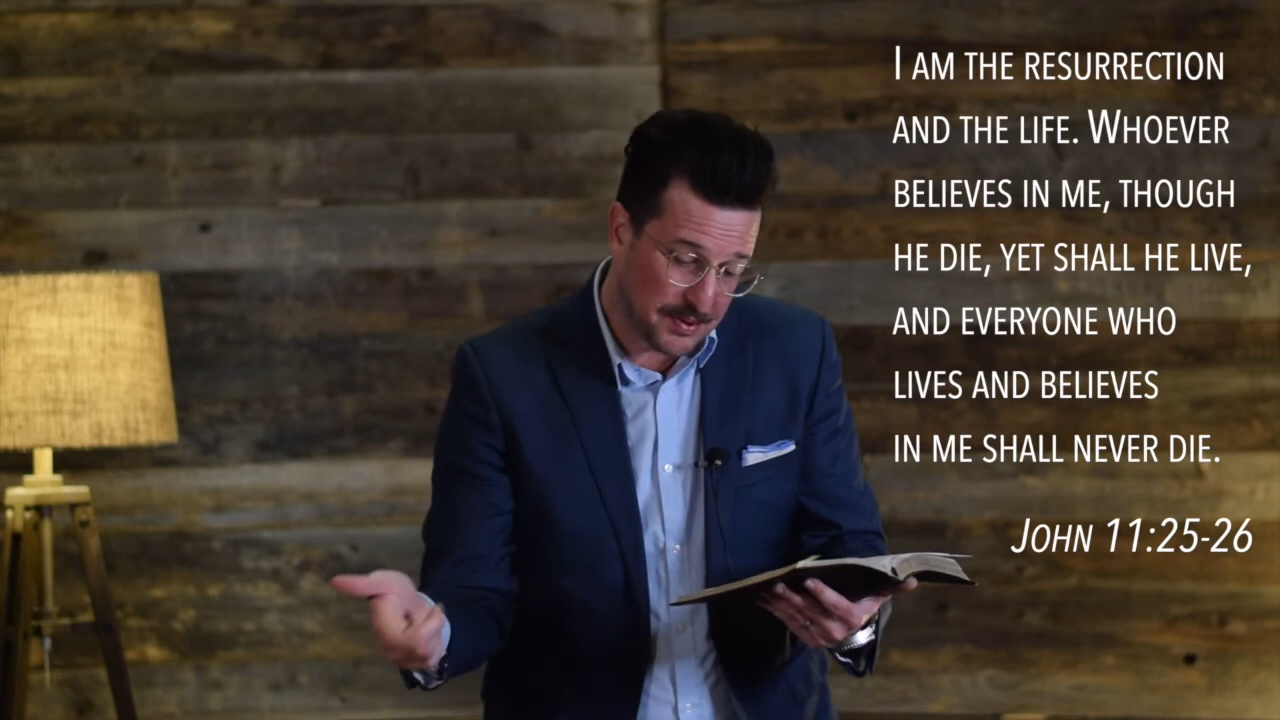 I AM THE RESURRECTION
AND THE LIFE. WHOEVER
BELIEVES IN ME, THOUGH
HE DIE, YET SHALL HE LIVE,
AND EVERYONE WHO
LIVES AND BELIEVES
IN ME SHALL NEVER DIE.
JOHN 11:25-26